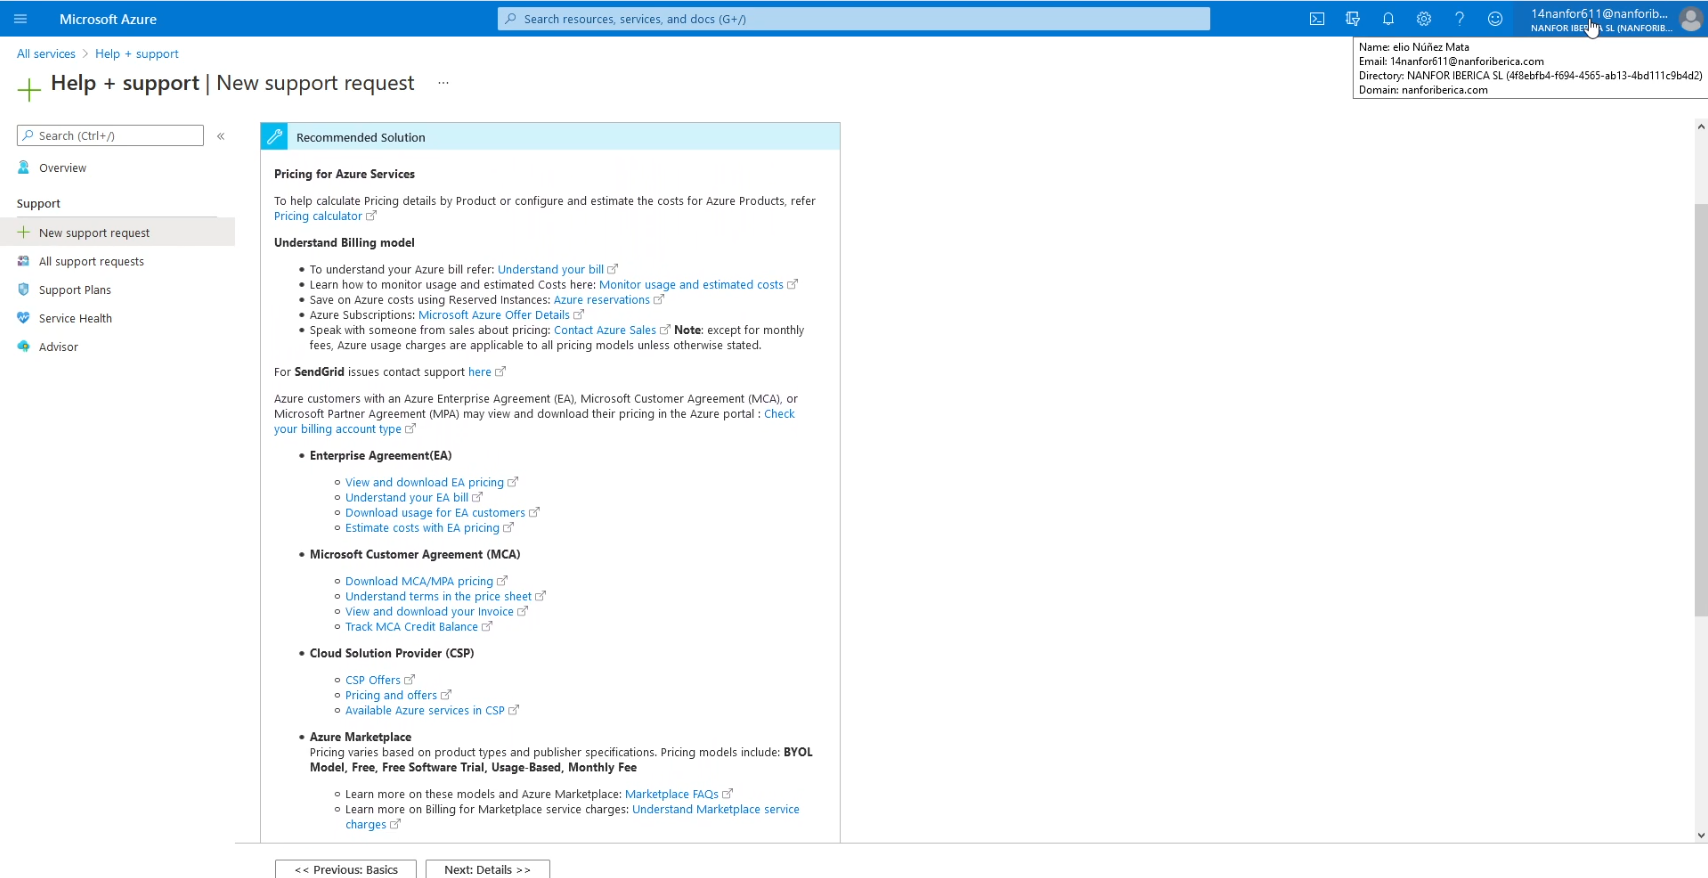 Microsoft Azure
Search resources, services, and docs (G+/)
14nanfor611@nanforib...
NANFOR IBERICA SL (NANFORIB...
Name: elio Núñez Mata
Email: 14nanfor611@nanforiberica.com
Directory: NANFOR IBERICA SL (4f8ebfb4-f694-4565-ab13-4bd111c9b4d2)
Domain: nanforiberica.com
All services > Help + support
Help + support | New support request ...
Search (Ctrl+/)
«
Overview
Support
New support request
All support requests
Support Plans
Service Health
Advisor
Recommended Solution
Pricing for Azure Services
To help calculate Pricing details by Product or configure and estimate the costs for Azure Products, refer
Pricing calculator
Understand Billing model
• To understand your Azure bill refer: Understand your bill
• Learn how to monitor usage and estimated Costs here: Monitor usage and estimated costs
• Save on Azure costs using Reserved Instances: Azure reservations
• Azure Subscriptions: Microsoft Azure Offer Details
• Speak with someone from sales about pricing: Contact Azure Sales Note: except for monthly
fees, Azure usage charges are applicable to all pricing models unless otherwise stated.
For SendGrid issues contact support here
Azure customers with an Azure Enterprise Agreement (EA), Microsoft Customer Agreement (MCA), or
Microsoft Partner Agreement (MPA) may view and download their pricing in the Azure portal : Check
your billing account type
• Enterprise Agreement(EA)
○ View and download EA pricing
○ Understand your EA bill
○ Download usage for EA customers
○ Estimate costs with EA pricing
• Microsoft Customer Agreement (MCA)
○ Download MCA/MPA pricing
○ Understand terms in the price sheet
○ View and download your Invoice
○ Track MCA Credit Balance
• Cloud Solution Provider (CSP)
○ CSP Offers
○ Pricing and offers
○ Available Azure services in CSP
• Azure Marketplace
Pricing varies based on product types and publisher specifications. Pricing models include: BYOL
Model, Free, Free Software Trial, Usage-Based, Monthly Fee
○ Learn more on these models and Azure Marketplace: Marketplace FAQs
○ Learn more on Billing for Marketplace service charges: Understand Marketplace service
charges
<< Previous: Basics
Next: Details >>